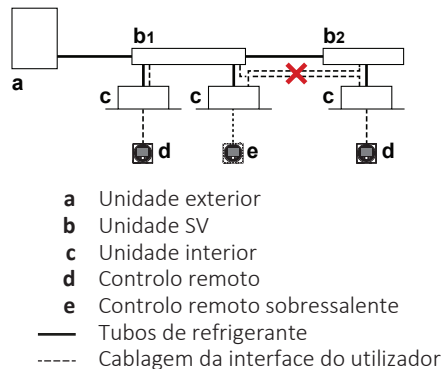 b1 b2
a
c c c
d e d
a Unidade exterior
b Unidade SV
c Unidade interior
d Controlo remoto
e Controlo remoto sobressalente
Tubos de refrigerante
Cablagem da interface do utilizador